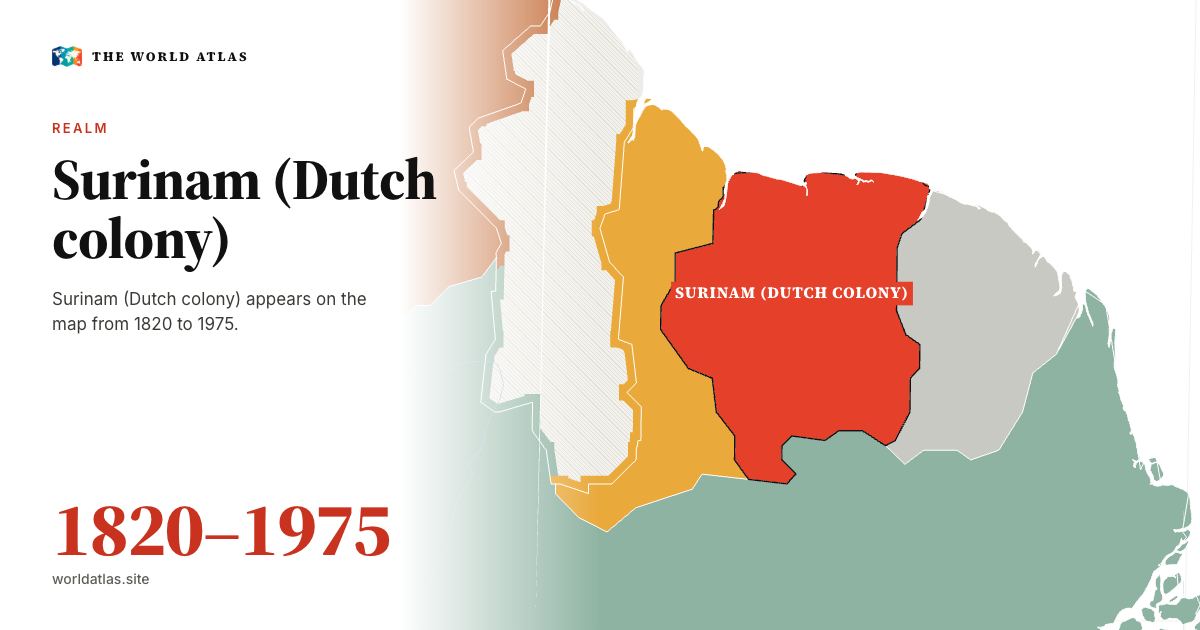 THE WORLD ATLAS
REALM
Surinam (Dutch
colony)
Surinam (Dutch colony) appears on the
map from 1820 to 1975.
SURINAM (DUTCH COLONY)
1820–1975
worldatlas.site